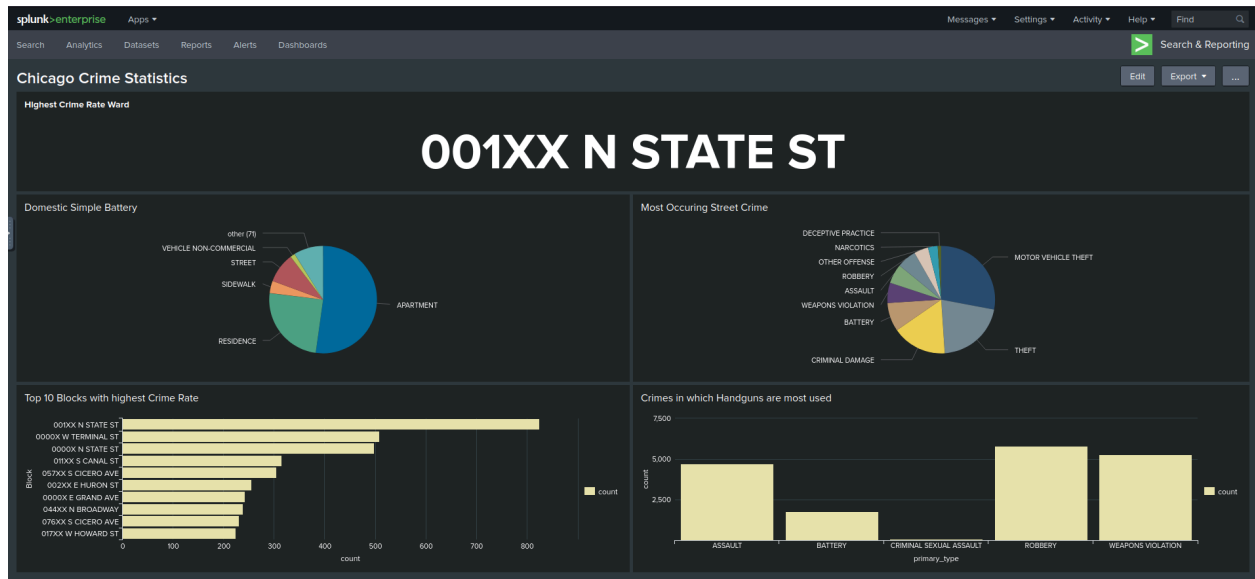 splunk>enterprise Apps ▾ Messages ▾ Settings ▾ Activity ▾ Help ▾ Find
Search Analytics Datasets Reports Alerts Dashboards Search & Reporting
Chicago Crime Statistics Edit Export ▾ ...
Highest Crime Rate Ward
001XX N STATE ST
Domestic Simple Battery
other (71)
VEHICLE NON-COMMERCIAL
STREET
SIDEWALK
APARTMENT
RESIDENCE
Most Occuring Street Crime
DECEPTIVE PRACTICE
NARCOTICS
OTHER OFFENSE
MOTOR VEHICLE THEFT
ROBBERY
ASSAULT
WEAPONS VIOLATION
BATTERY
THEFT
CRIMINAL DAMAGE
Top 10 Blocks with highest Crime Rate
Block
001XX N STATE ST
0000X W TERMINAL ST
0000X N STATE ST
011XX S CANAL ST
057XX S CICERO AVE
002XX E HURON ST
0000X E GRAND AVE
044XX N BROADWAY
076XX S CICERO AVE
017XX W HOWARD ST
0 100 200 300 400 500 600 700 800
count
count
Crimes in which Handguns are most used
7,500
5,000
2,500
count
ASSAULT BATTERY CRIMINAL SEXUAL ASSAULT ROBBERY WEAPONS VIOLATION
primary_type
count